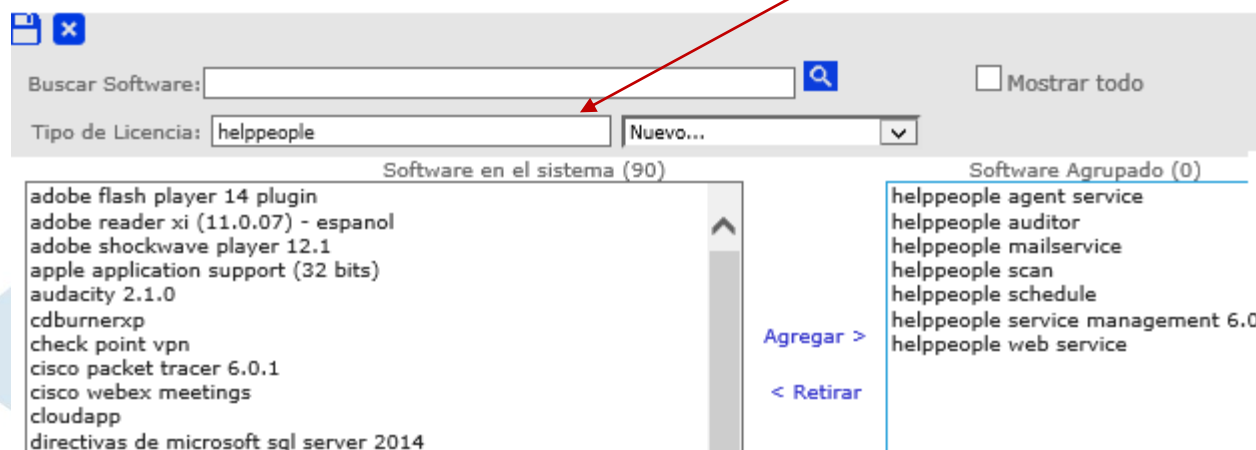 Buscar Software:
Mostrar todo
Tipo de Licencia: helppeople Nuevo...
Software en el sistema (90)
adobe flash player 14 plugin
adobe reader xi (11.0.07) - espanol
adobe shockwave player 12.1
apple application support (32 bits)
audacity 2.1.0
cdburnerxp
check point vpn
cisco packet tracer 6.0.1
cisco webex meetings
cloudapp
directivas de microsoft sql server 2014
Agregar >
< Retirar
Software Agrupado (0)
helppeople agent service
helppeople auditor
helppeople mailservice
helppeople scan
helppeople schedule
helppeople service management 6.0
helppeople web service